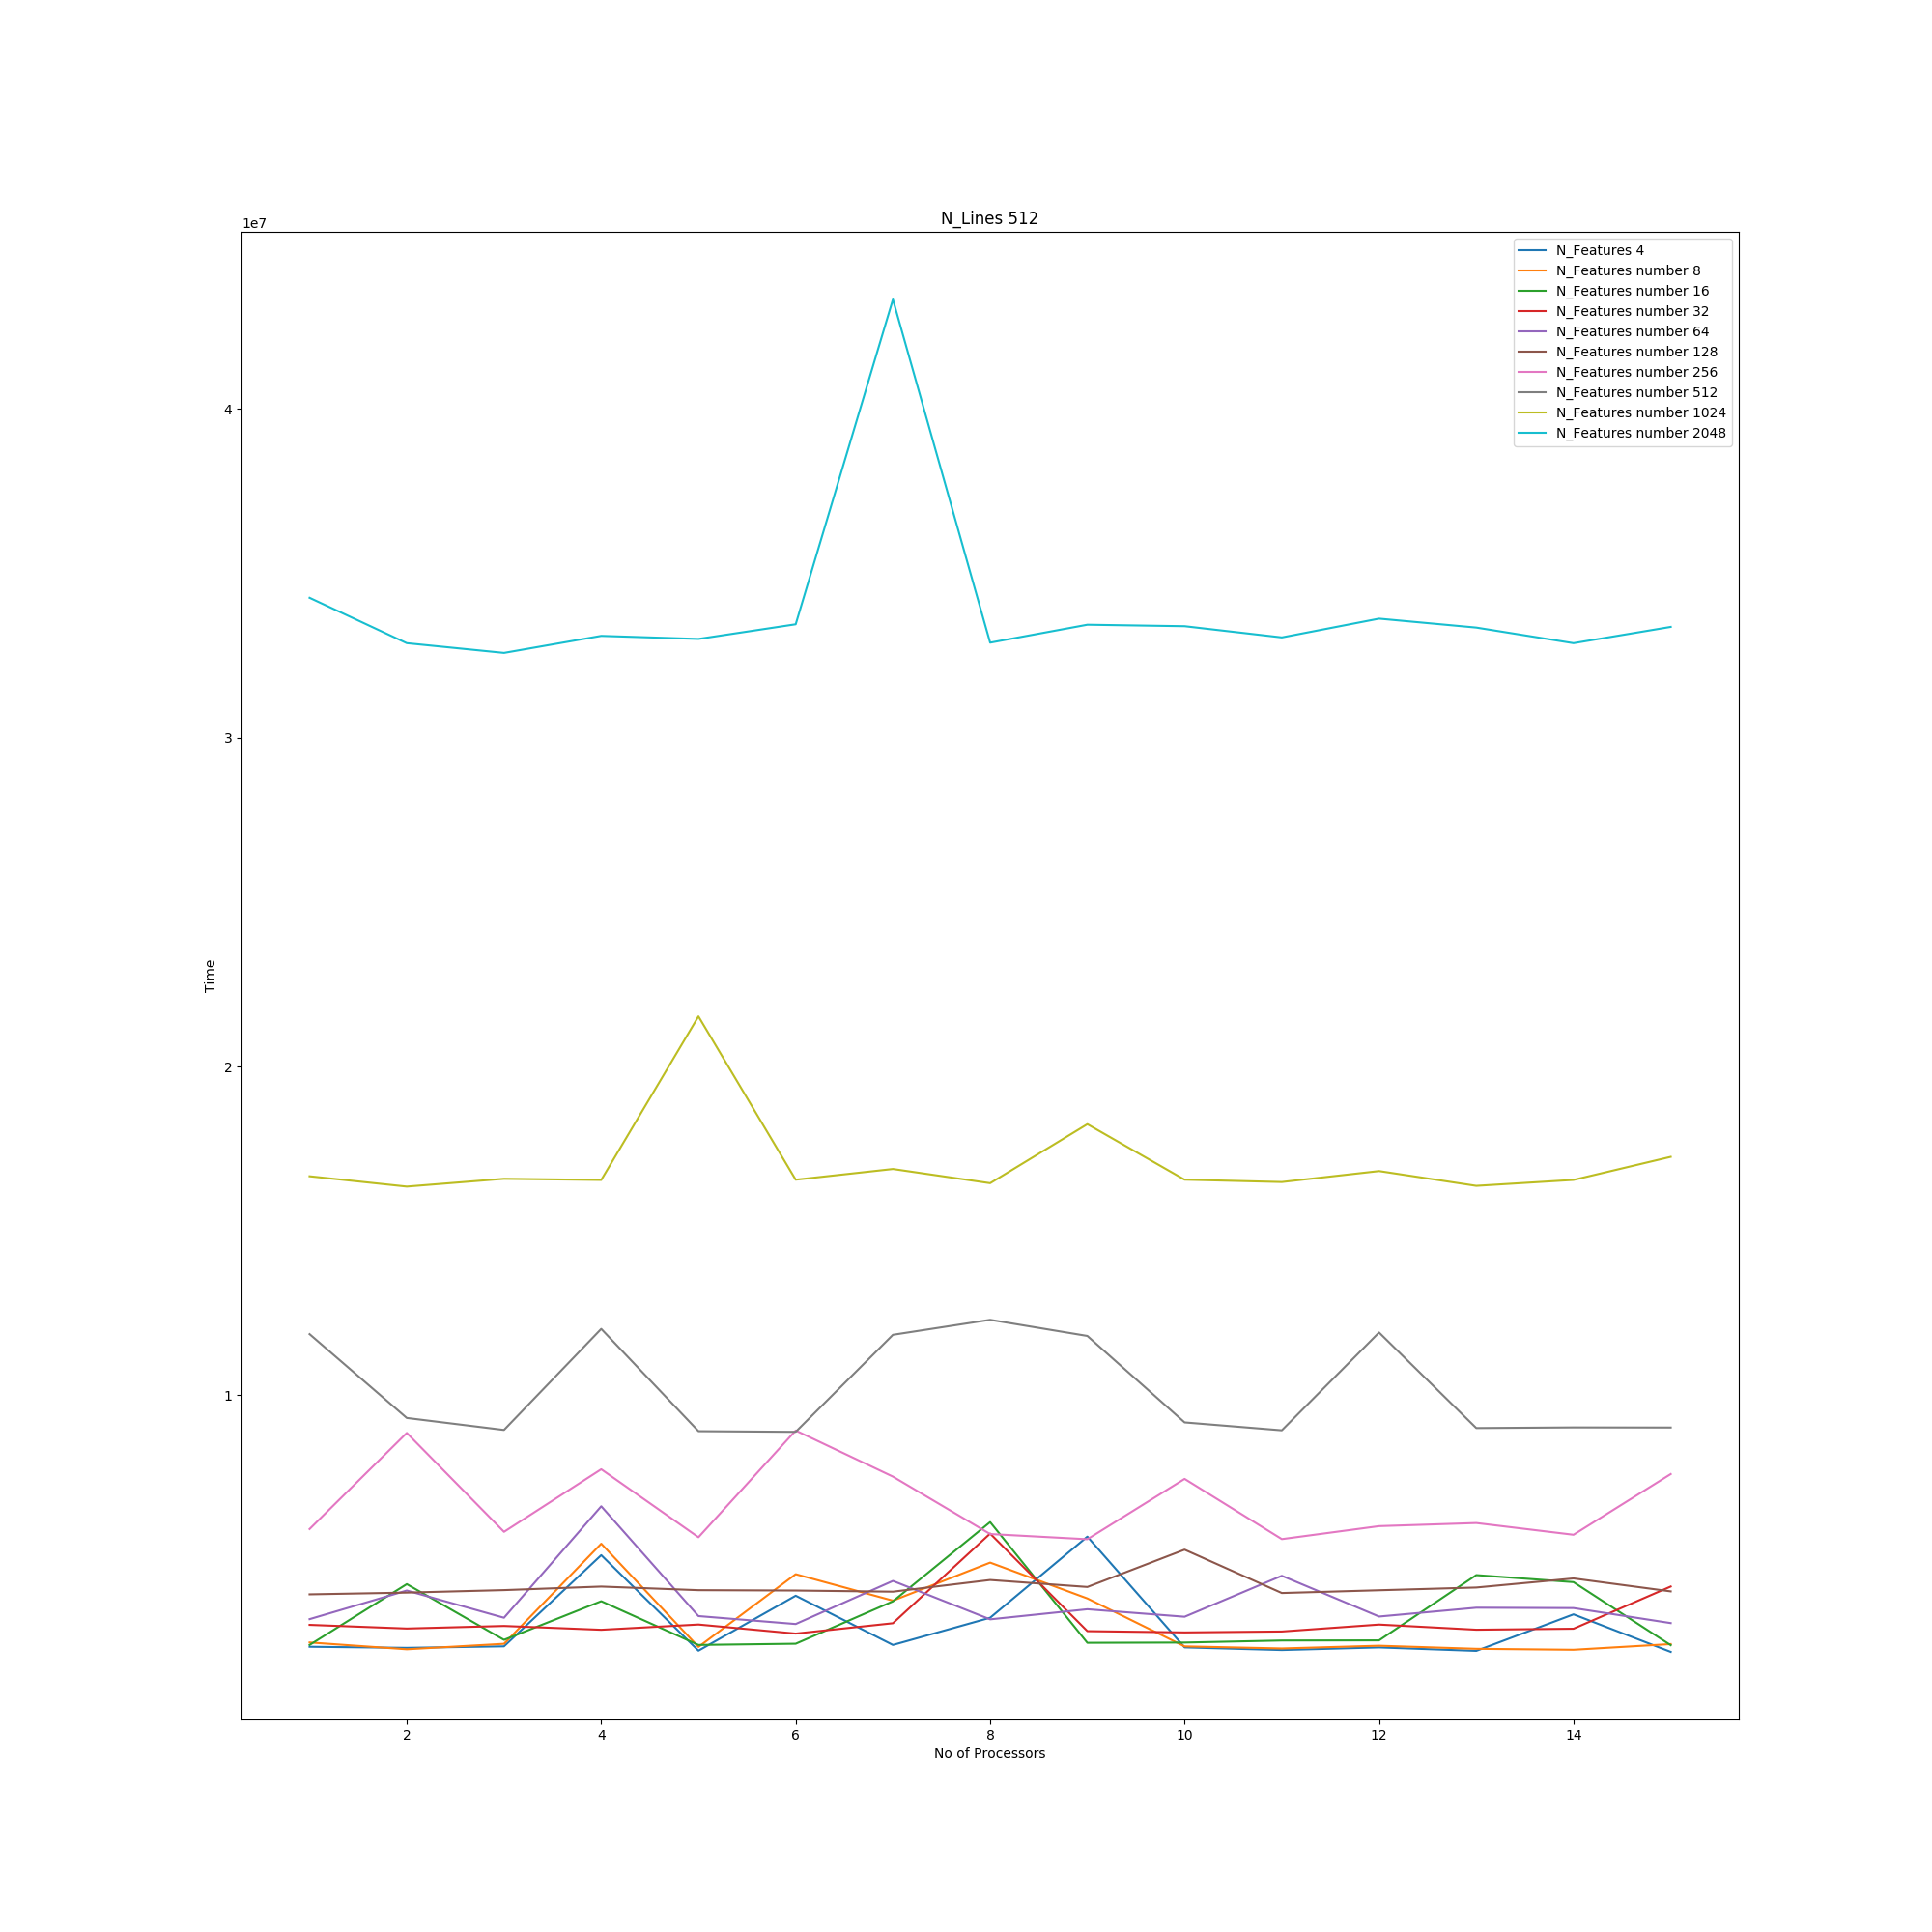 N_Lines 512
1e7
N_Features 4
N_Features number 8
N_Features number 16
N_Features number 32
N_Features number 64
N_Features number 128
N_Features number 256
N_Features number 512
N_Features number 1024
N_Features number 2048
4
3
2
1
Time
2 4 6 8 10 12 14
No of Processors